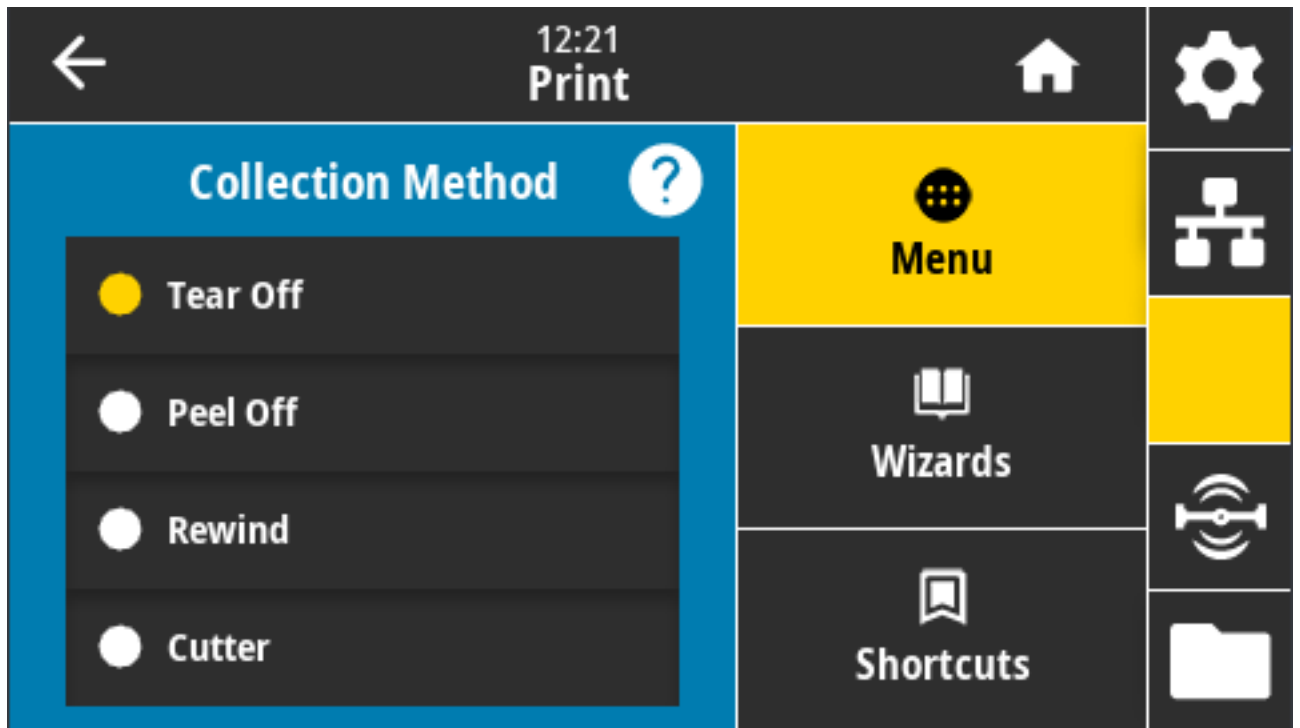 12:21
Print
Collection Method
?
Tear Off
Peel Off
Rewind
Cutter
Menu
Wizards
Shortcuts